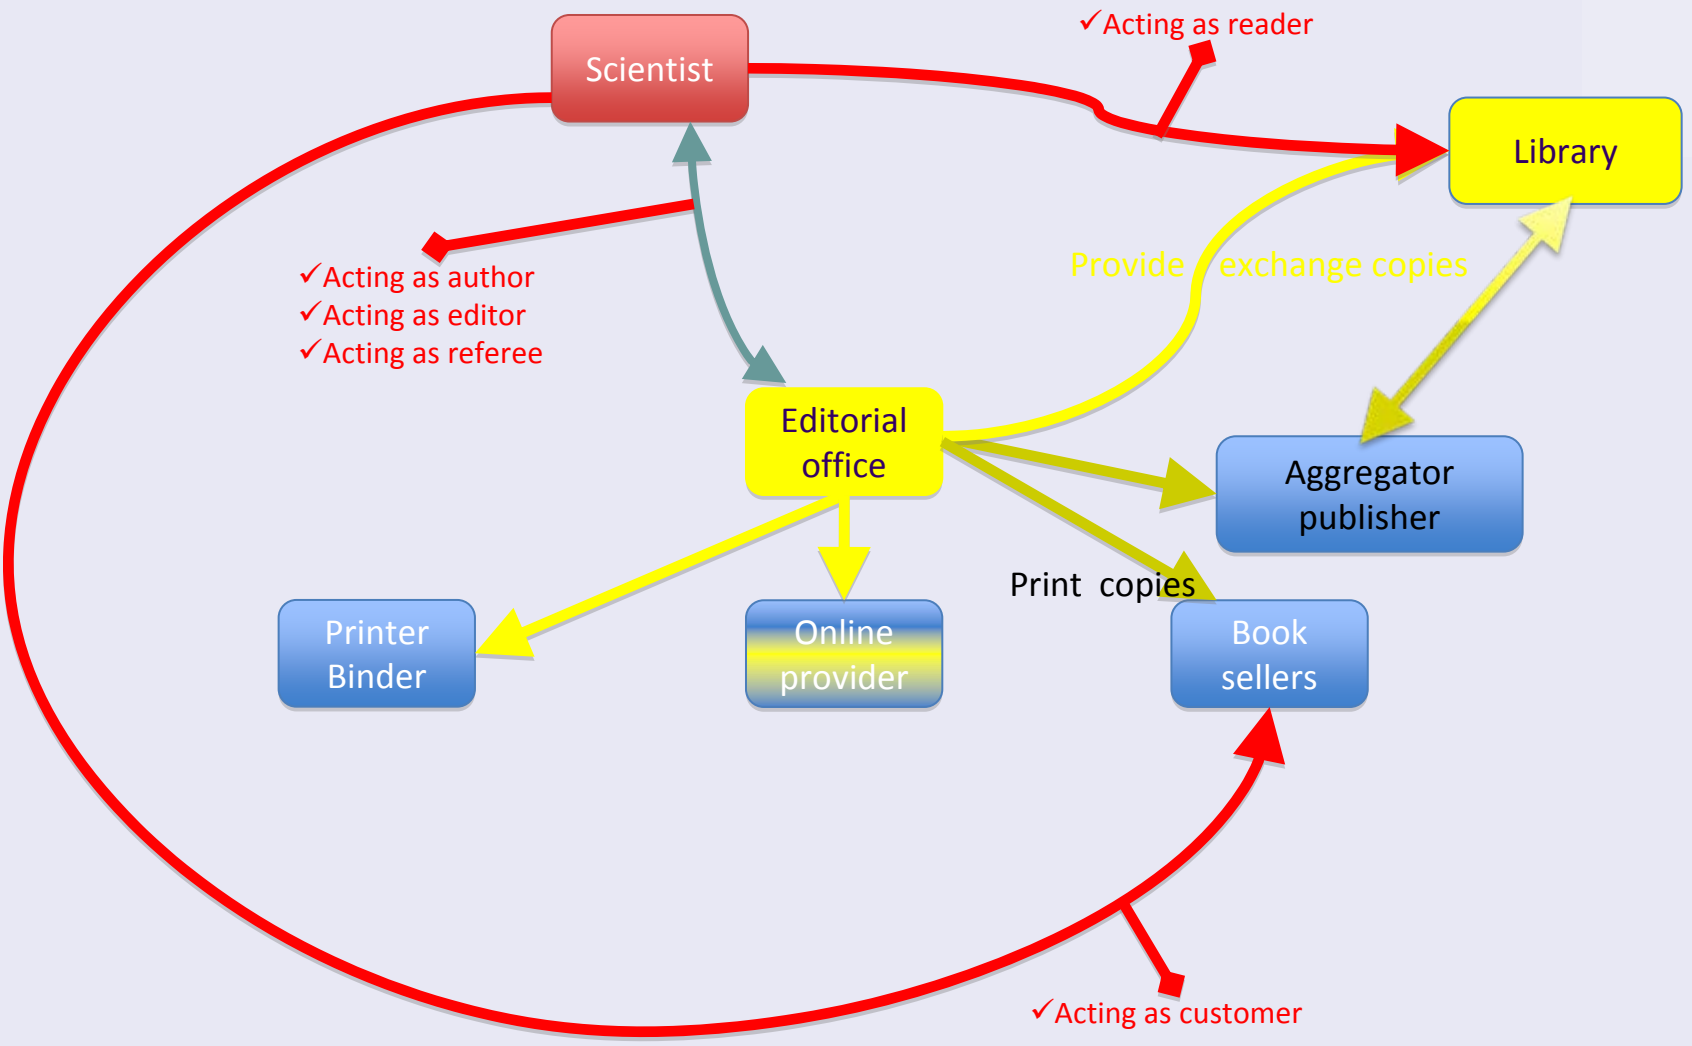 ✓Acting as reader
Scientist
Library
Provide exchange copies
✓Acting as author
✓Acting as editor
✓Acting as referee
Editorial
office
Aggregator
publisher
Print copies
Printer
Binder
Online
provider
Book
sellers
✓Acting as customer